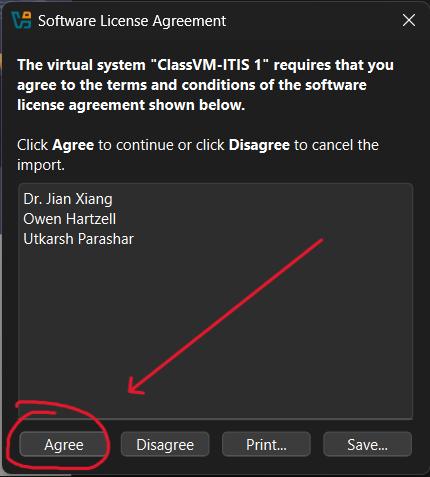 Software License Agreement
The virtual system "ClassVM-ITIS 1" requires that you
agree to the terms and conditions of the software
license agreement shown below.
Click Agree to continue or click Disagree to cancel the
import.
Dr. Jian Xiang
Owen Hartzell
Utkarsh Parashar
Agree Disagree Print... Save...